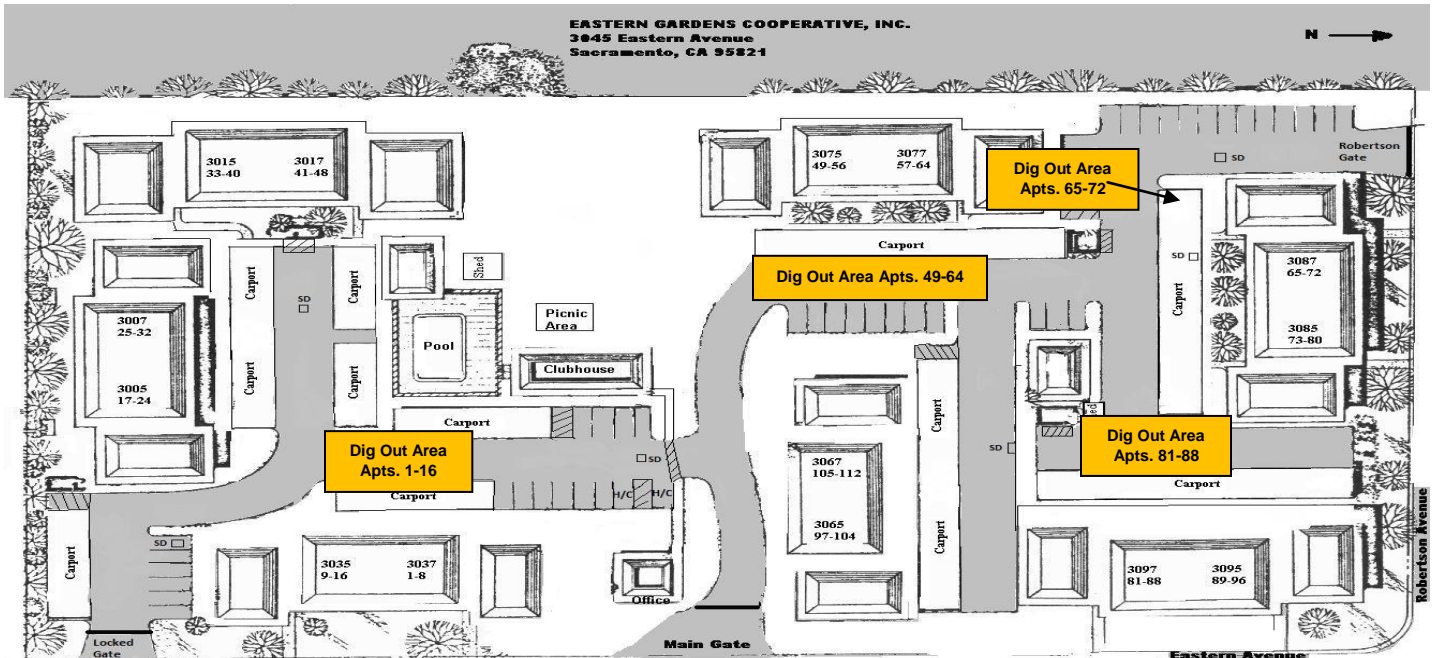 EASTERN GARDENS COOPERATIVE, INC.
3045 Eastern Avenue
Sacramento, CA 95821
N
3015
33-40
3017
41-48
3075
49-56
3077
57-64
Dig Out Area
Apts. 65-72
SD
Robertson
Gate
Carport
Dig Out Area Apts. 49-64
SD
Carport
3087
65-72
3085
73-80
Carport
Carport
SD
Shed
Picnic
Area
Pool
Clubhouse
3007
25-32
3005
17-24
Carport
Carport
Carport
Dig Out Area
Apts. 1-16
SD
Carport
H/C
H/C
3067
105-112
3065
97-104
Carport
Carport
SD
Dig Out Area
Apts. 81-88
Carport
Carport
SD
3035
9-16
3037
1-8
Office
3097
81-88
3095
89-96
Robertson Avenue
Locked
Gate
Main Gate
Eastern Avenue